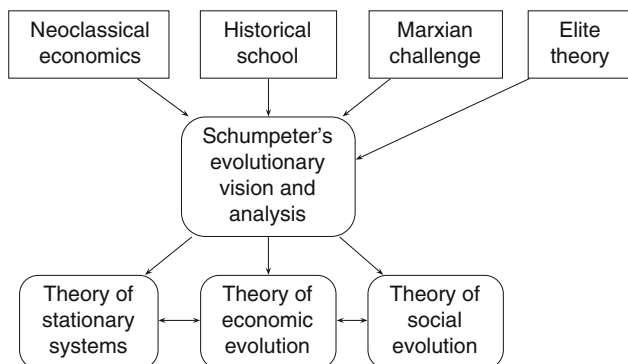 Neoclassical
economics
Historical
school
Marxian
challenge
Elite
theory
Schumpeter's
evolutionary
vision and
analysis
Theory of
stationary
systems
Theory of
economic
evolution
Theory of
social
evolution